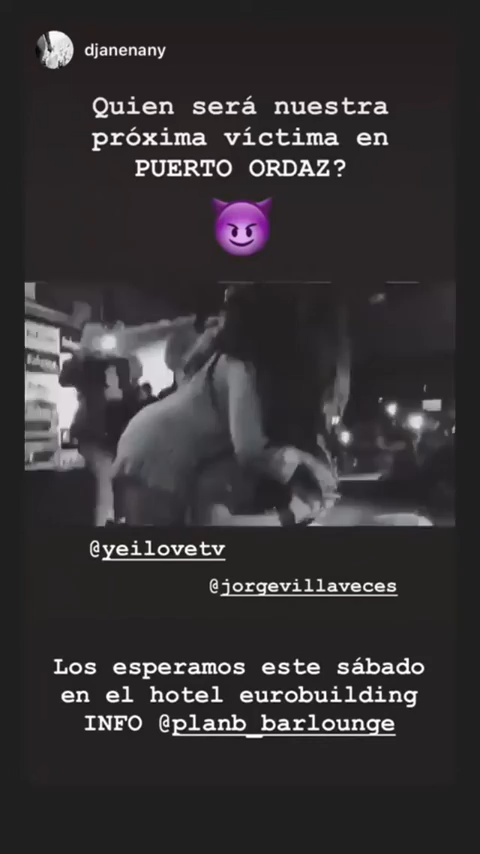 djanenany
Quien será nuestra
próxima víctima en
PUERTO ORDAZ?
@yeilovetv
@jorgevillaveces
Los esperamos este sábado
en el hotel eurobuilding
INFO @planb_barlounge